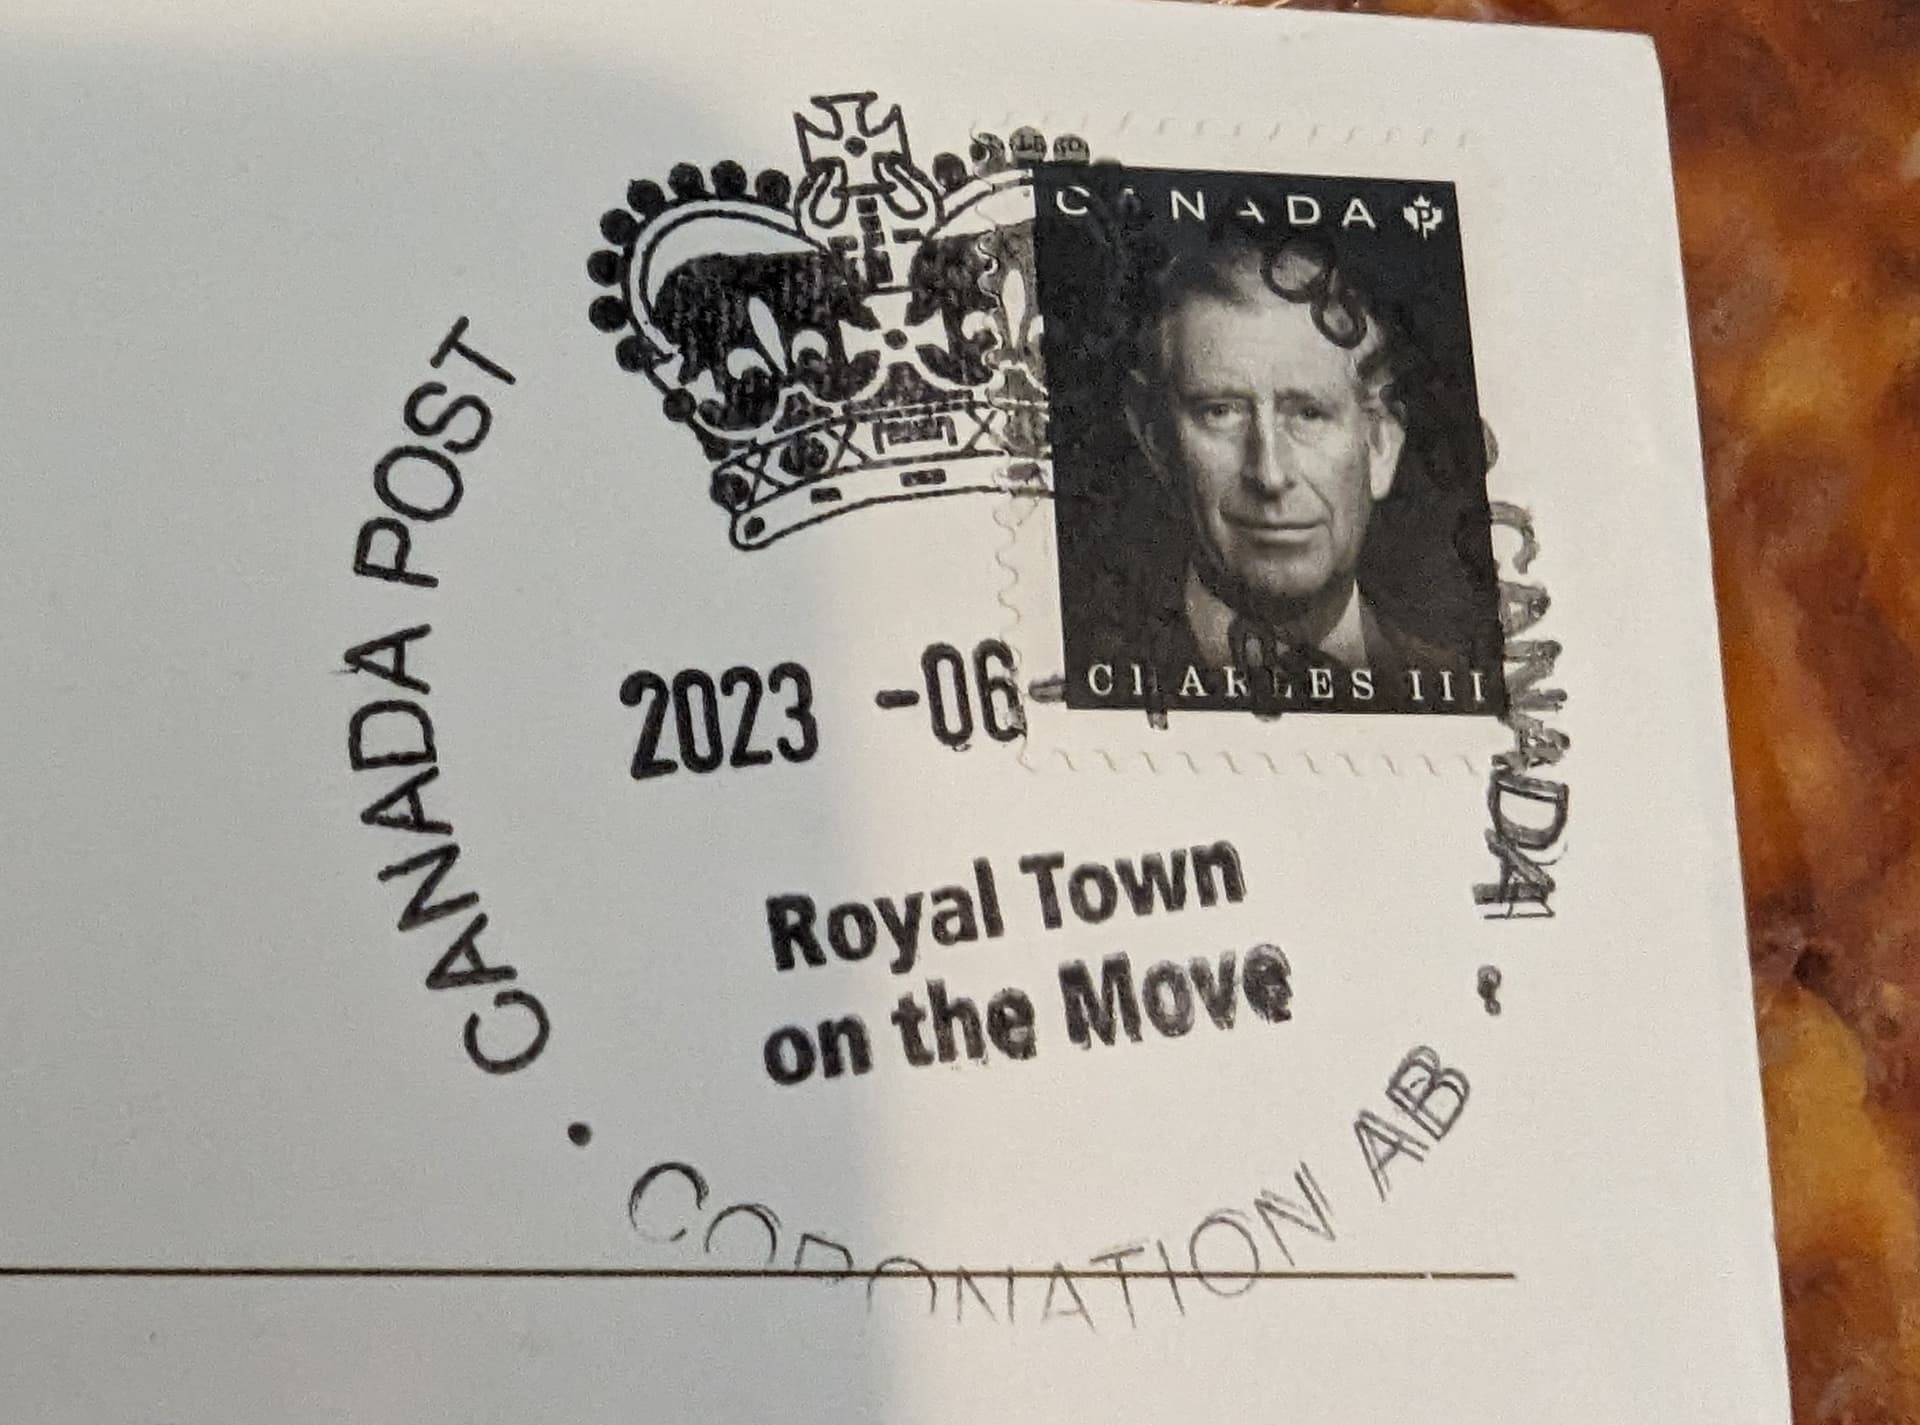 CANADA
CHARLES III
CANADA POST
CANADA
2023 -06-
Royal Town
on the Move
CORONATION AB